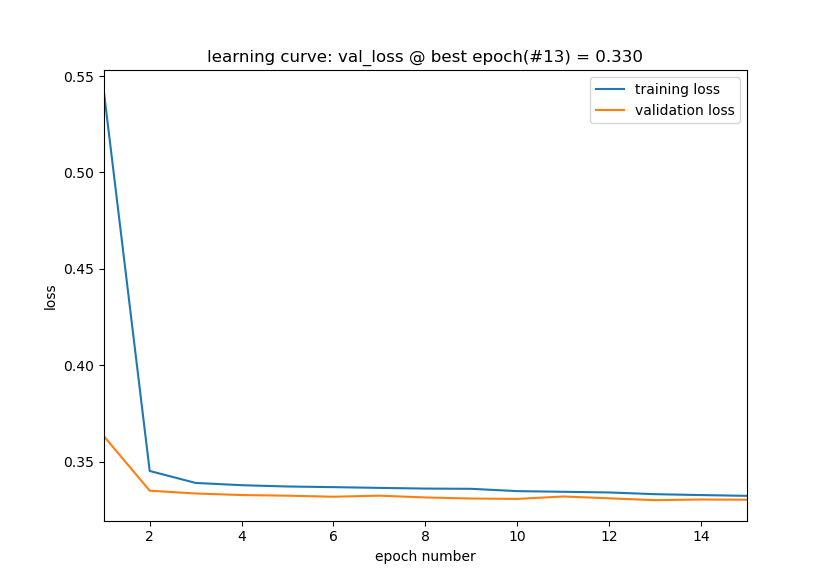 learning curve: val_loss @ best epoch(#13) = 0.330
training loss
validation loss
0.55
0.50
0.45
0.40
0.35
loss
2 4 6 8 10 12 14
epoch number